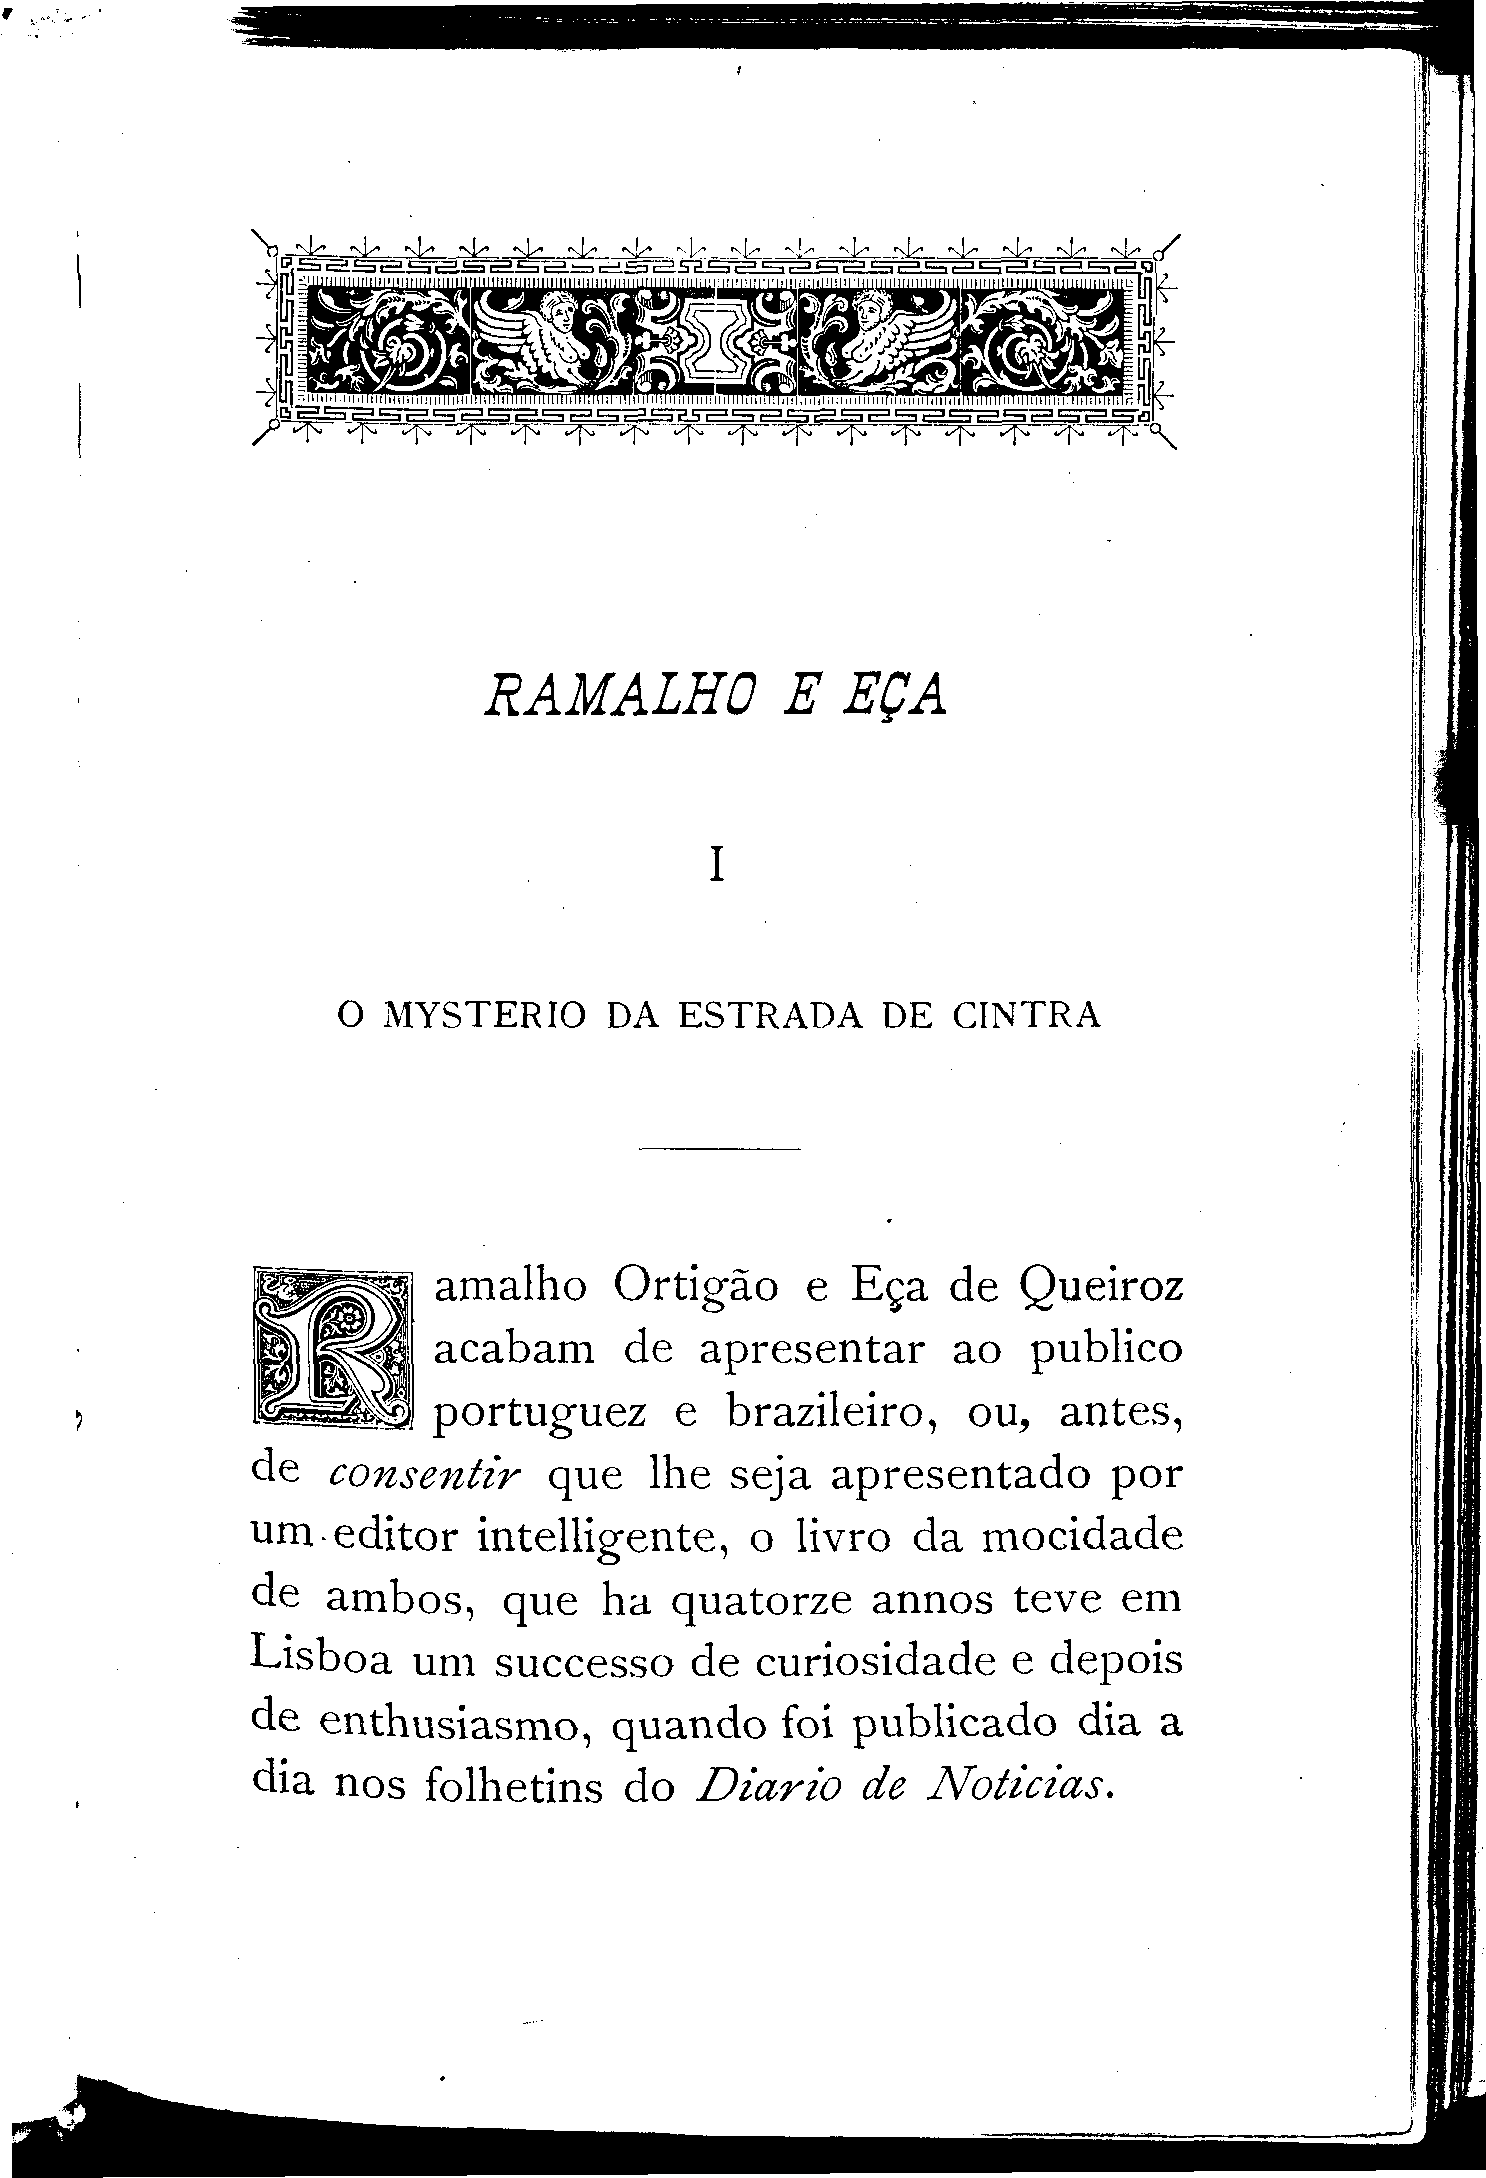 RAMALHO E EÇA
I
O MYSTERIO DA ESTRADA DE CINTRA
Ramalho Ortigão e Eça de Queiroz
acabam de apresentar ao publico
portuguez e brazileiro, ou, antes,
de consentir que lhe seja apresentado por
um editor intelligente, o livro da mocidade
de ambos, que ha quatorze annos teve em
Lisboa um successo de curiosidade e depois
de enthusiasmo, quando foi publicado dia a
dia nos folhetins do Diario de Noticias.